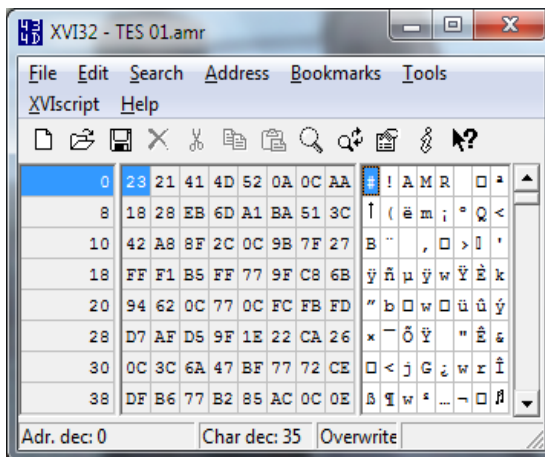 XVI32 - TES 01.amr
File Edit Search Address Bookmarks Tools
XVIscript Help
0 23 21 41 4D 52 0A 0C AA # ! A M R ª
8 18 28 EB 6D A1 BA 51 3C ↑ ( ë m ¡ º Q <
10 42 A8 8F 2C 0C 9B 7F 27 B ¨ , › '
18 FF F1 B5 FF 77 9F C8 6B ÿ ñ µ ÿ w Ÿ È k
20 94 62 0C 77 0C FC FB FD ” b w ü û ý
28 D7 AF D5 9F 1E 22 CA 26 × ¯ Õ Ÿ " Ê &
30 0C 3C 6A 47 BF 77 72 CE < j G ¿ w r Î
38 DF B6 77 B2 85 AC 0C 0E ß ¶ w ² … ¬ ♫
Adr. dec: 0 Char dec: 35 Overwrite